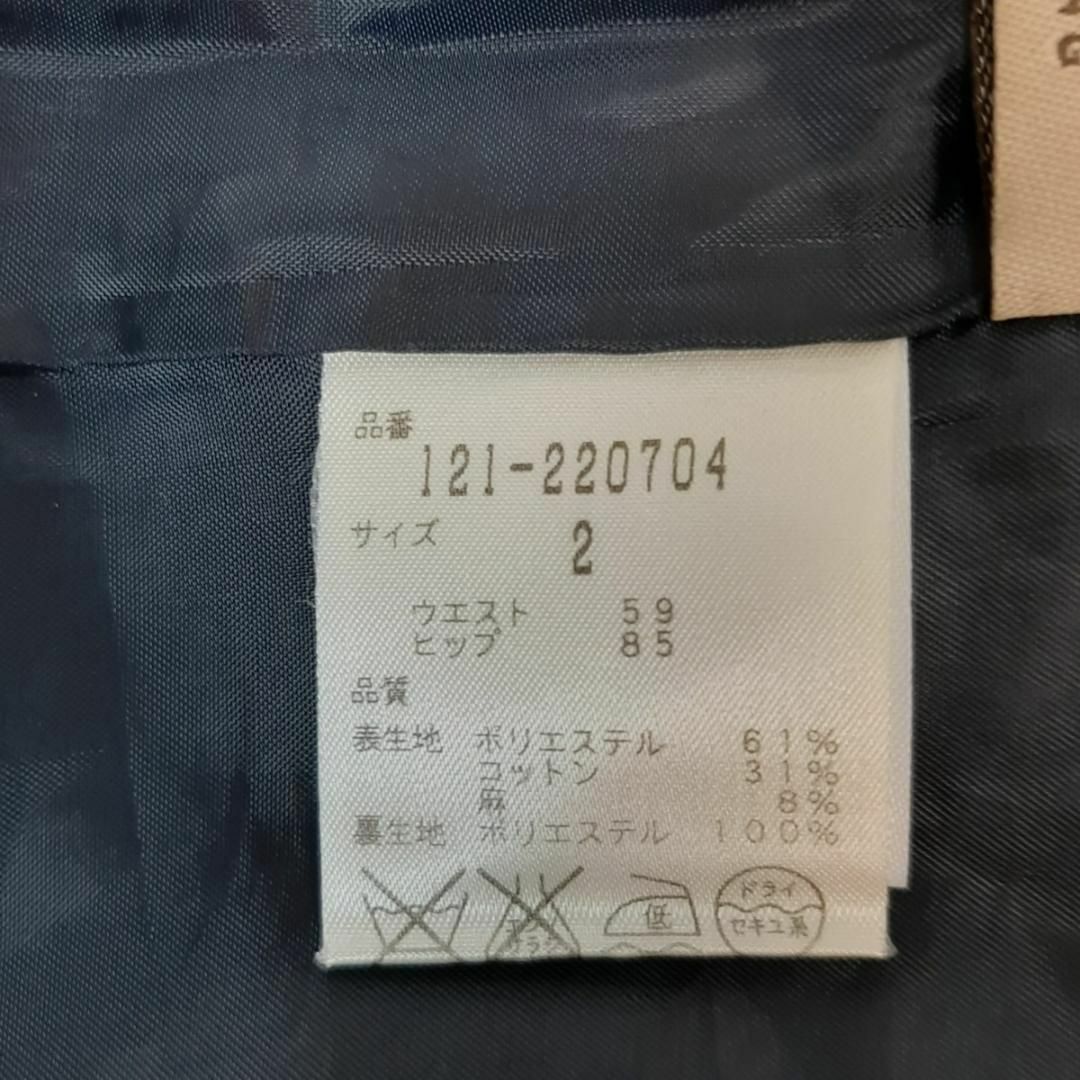 品番
121-220704
サイズ 2
ウエスト 59
ヒップ 85
品質
表生地 ポリエステル 61%
コットン 31%
麻 8%
裏生地 ポリエステル 100%
低
ドライ
セキユ系